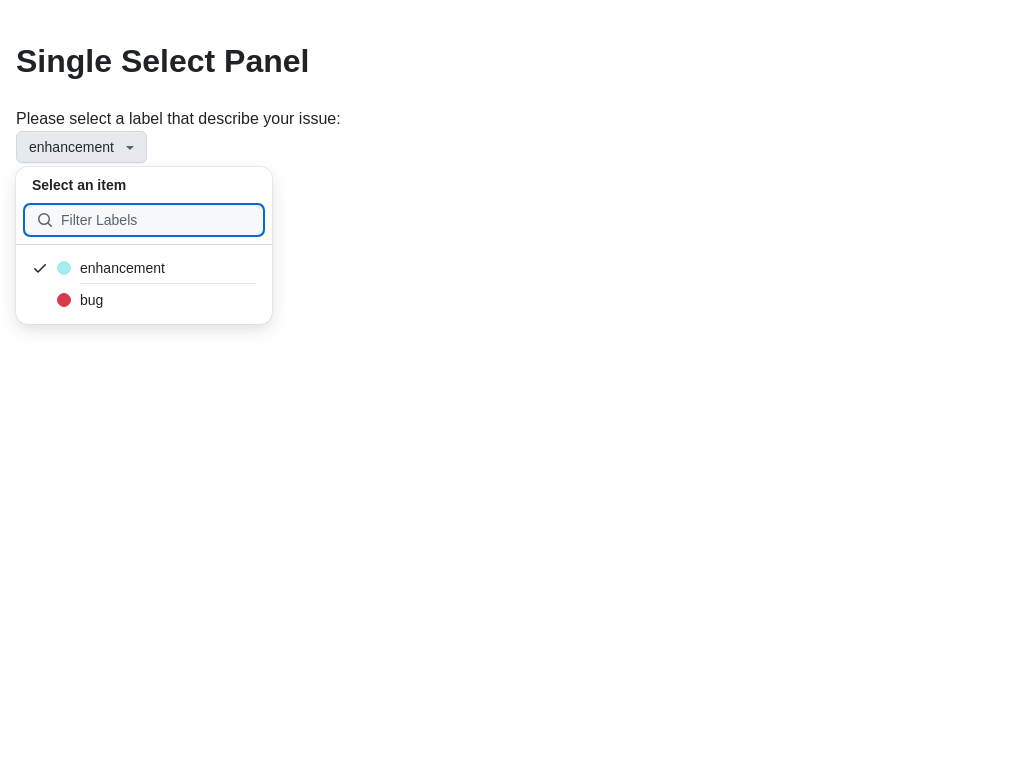 Single Select Panel
Please select a label that describe your issue:
enhancement
Select an item
Filter Labels
enhancement
bug